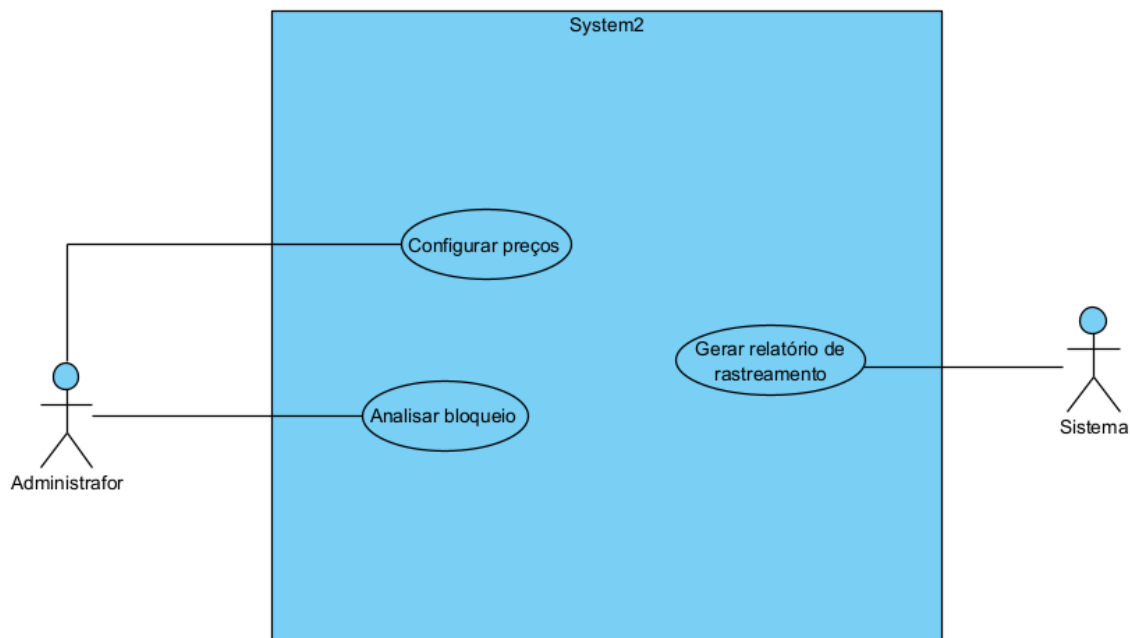 System2
Configurar preços
Gerar relatório de
rastreamento
Analisar bloqueio
Sistema
Administrafor